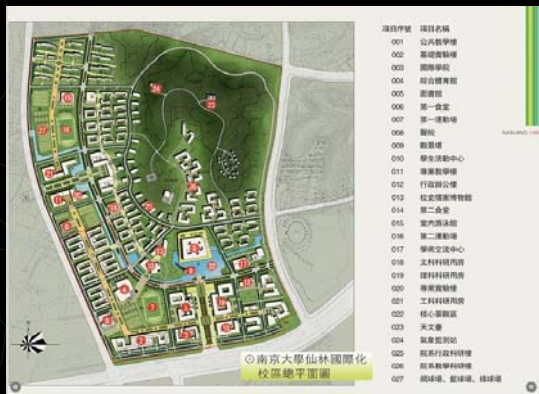 項目序號 項目名稱
001 公共教學樓
002 基礎實驗樓
003 國際學院
004 綜合體育館
005 圖書館
006 第一食堂
007 第一運動場
008 醫院
009 觀景塔
010 學生活動中心
011 專業教學樓
012 行政辦公樓
013 校史檔案博物館
014 第二食堂
015 室內游泳館
016 第二運動場
017 學術交流中心
018 文科科研用房
019 理科科研用房
020 專業實驗樓
021 工科科研用房
022 核心景觀區
023 天文臺
024 氣象監測站
025 院系行政科研樓
026 院系教學科研樓
027 網球場、籃球場、排球場
NANJING
⊙南京大學仙林國際化
校區總平面圖